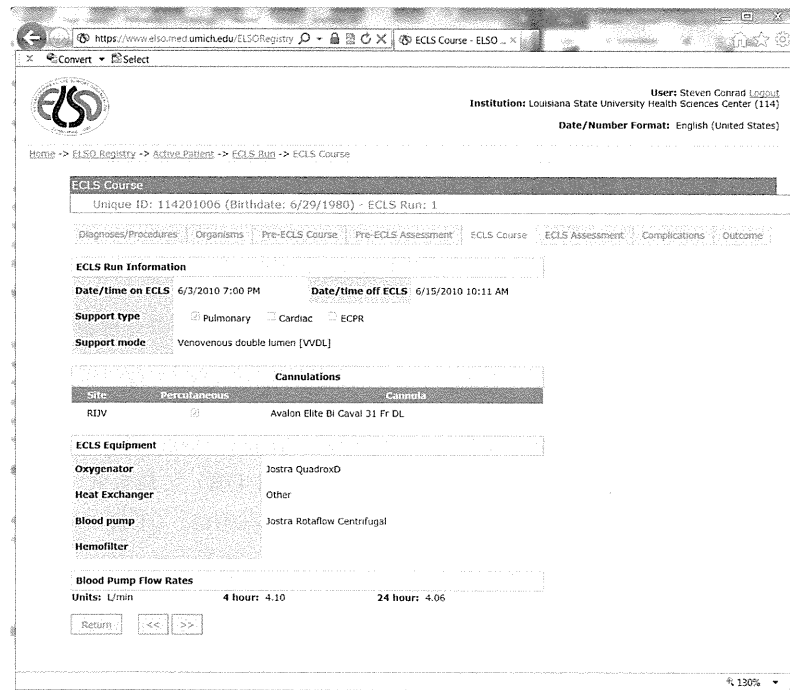 https://www.elso.med.umich.edu/ELSORegistry
ECLS Course - ELSO ...
x Convert Select
ELSO
User: Steven Conrad Logout
Institution: Louisiana State University Health Sciences Center (114)
Date/Number Format: English (United States)
Home -> ELSO Registry -> Active Patient -> ECLS Run -> ECLS Course
ECLS Course
Unique ID: 114201006 (Birthdate: 6/29/1980) - ECLS Run: 1
Diagnoses/Procedures Organisms Pre-ECLS Course Pre-ECLS Assessment ECLS Course ECLS Assessment Complications Outcome
ECLS Run Information
Date/time on ECLS 6/3/2010 7:00 PM Date/time off ECLS 6/15/2010 10:11 AM
Support type Pulmonary Cardiac ECPR
Support mode Venovenous double lumen [VVDL]
Cannulations
Site Percutaneous Cannula
RIJV Avalon Elite Bi Caval 31 Fr DL
ECLS Equipment
Oxygenator Jostra QuadroxD
Heat Exchanger Other
Blood pump Jostra Rotaflow Centrifugal
Hemofilter
Blood Pump Flow Rates
Units: L/min 4 hour: 4.10 24 hour: 4.06
Return << >>
130%